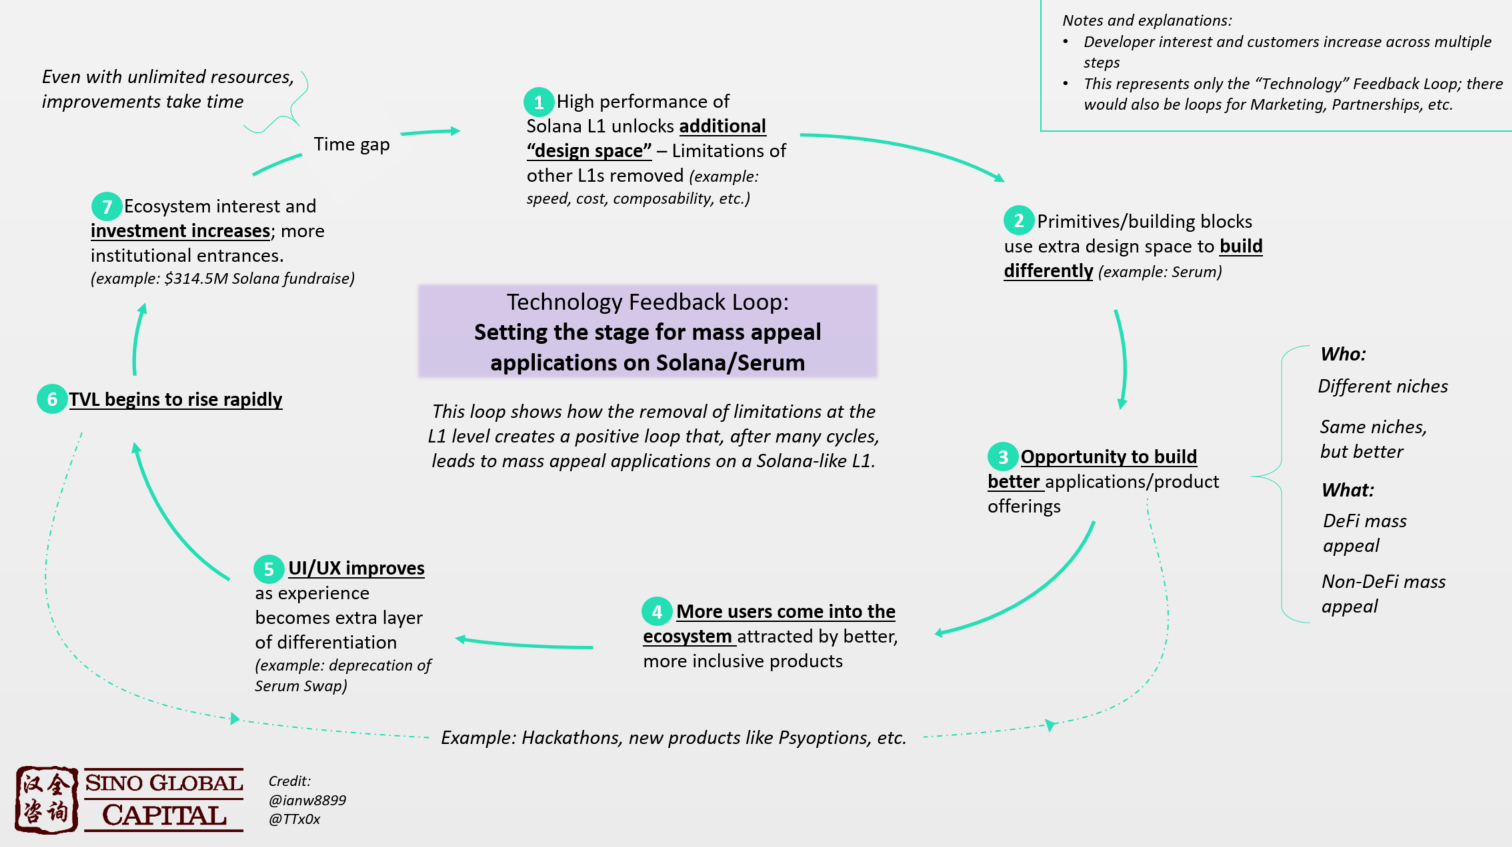 Notes and explanations:
• Developer interest and customers increase across multiple
steps
• This represents only the “Technology” Feedback Loop; there
would also be loops for Marketing, Partnerships, etc.
Even with unlimited resources,
improvements take time
Time gap
1 High performance of
Solana L1 unlocks additional
“design space” – Limitations of
other L1s removed (example:
speed, cost, composability, etc.)
2 Primitives/building blocks
use extra design space to build
differently (example: Serum)
7 Ecosystem interest and
investment increases; more
institutional entrances.
(example: $314.5M Solana fundraise)
Technology Feedback Loop:
Setting the stage for mass appeal
applications on Solana/Serum
This loop shows how the removal of limitations at the
L1 level creates a positive loop that, after many cycles,
leads to mass appeal applications on a Solana-like L1.
6 TVL begins to rise rapidly
3 Opportunity to build
better applications/product
offerings
Who:
Different niches
Same niches,
but better
What:
DeFi mass
appeal
Non-DeFi mass
appeal
5 UI/UX improves
as experience
becomes extra layer
of differentiation
(example: deprecation of
Serum Swap)
4 More users come into the
ecosystem attracted by better,
more inclusive products
Example: Hackathons, new products like Psyoptions, etc.
汉全
咨询
SINO GLOBAL
CAPITAL
Credit:
@ianw8899
@TTx0x